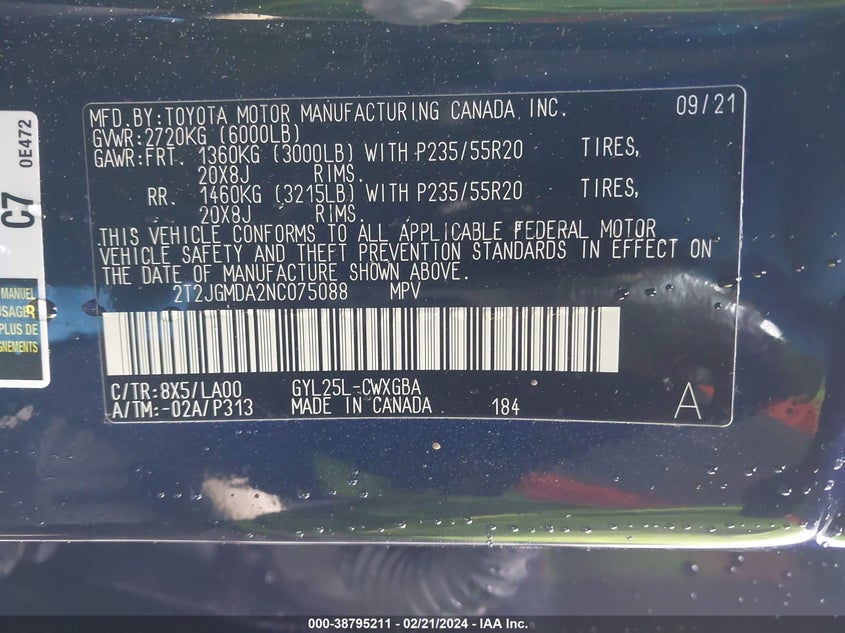 MFD.BY:TOYOTA MOTOR MANUFACTURING CANADA, INC. 09/21
GVWR:2720KG (6000LB)
GAWR:FRT. 1360KG (3000LB) WITH P235/55R20 TIRES,
20X8J RIMS.
RR. 1460KG (3215LB) WITH P235/55R20 TIRES,
20X8J RIMS.
THIS VEHICLE CONFORMS TO ALL APPLICABLE FEDERAL MOTOR
VEHICLE SAFETY AND THEFT PREVENTION STANDARDS IN EFFECT ON
THE DATE OF MANUFACTURE SHOWN ABOVE.
2T2JGMDA2NC075088 MPV
C/TR:8X5/LA00 GYL25L-CWXGBA
A/TM:-02A/P313 MADE IN CANADA 184 A
C7 0E472
MANUEL
PLUS DE
000-38795211 - 02/21/2024 - IAA Inc.